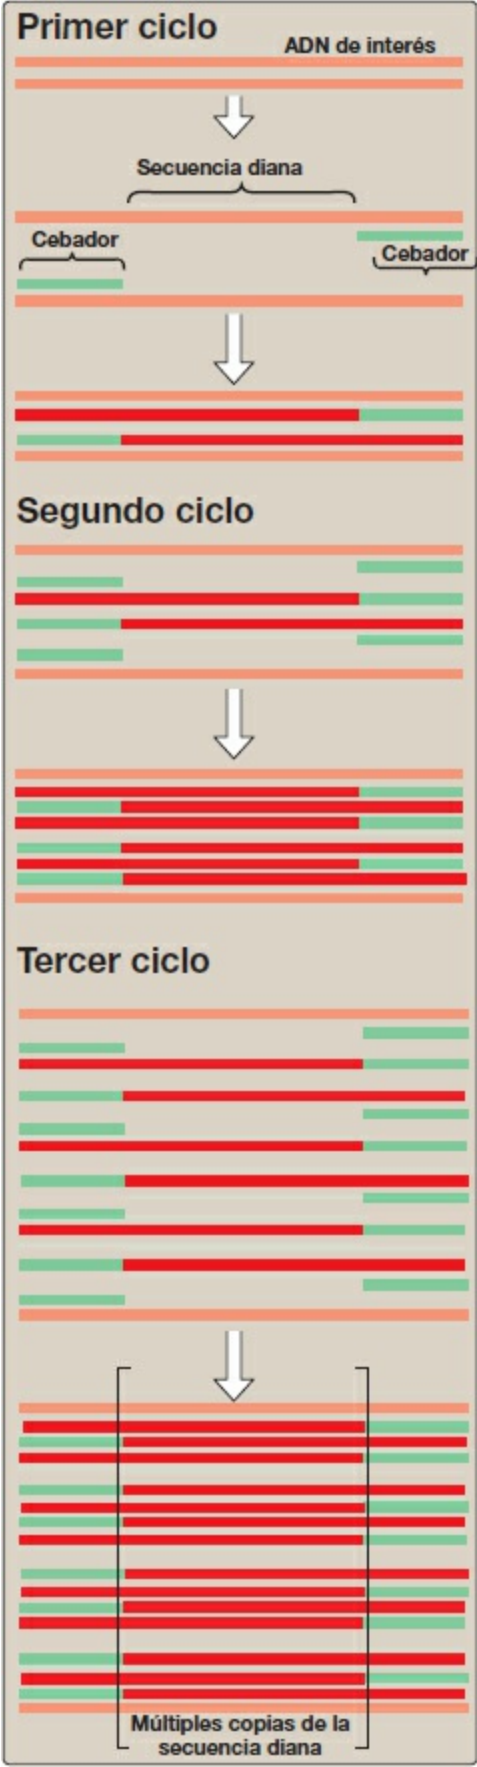 Primer ciclo
ADN de interés
Secuencia diana
Cebador
Cebador
Segundo ciclo
Tercer ciclo
Múltiples copias de la
secuencia diana